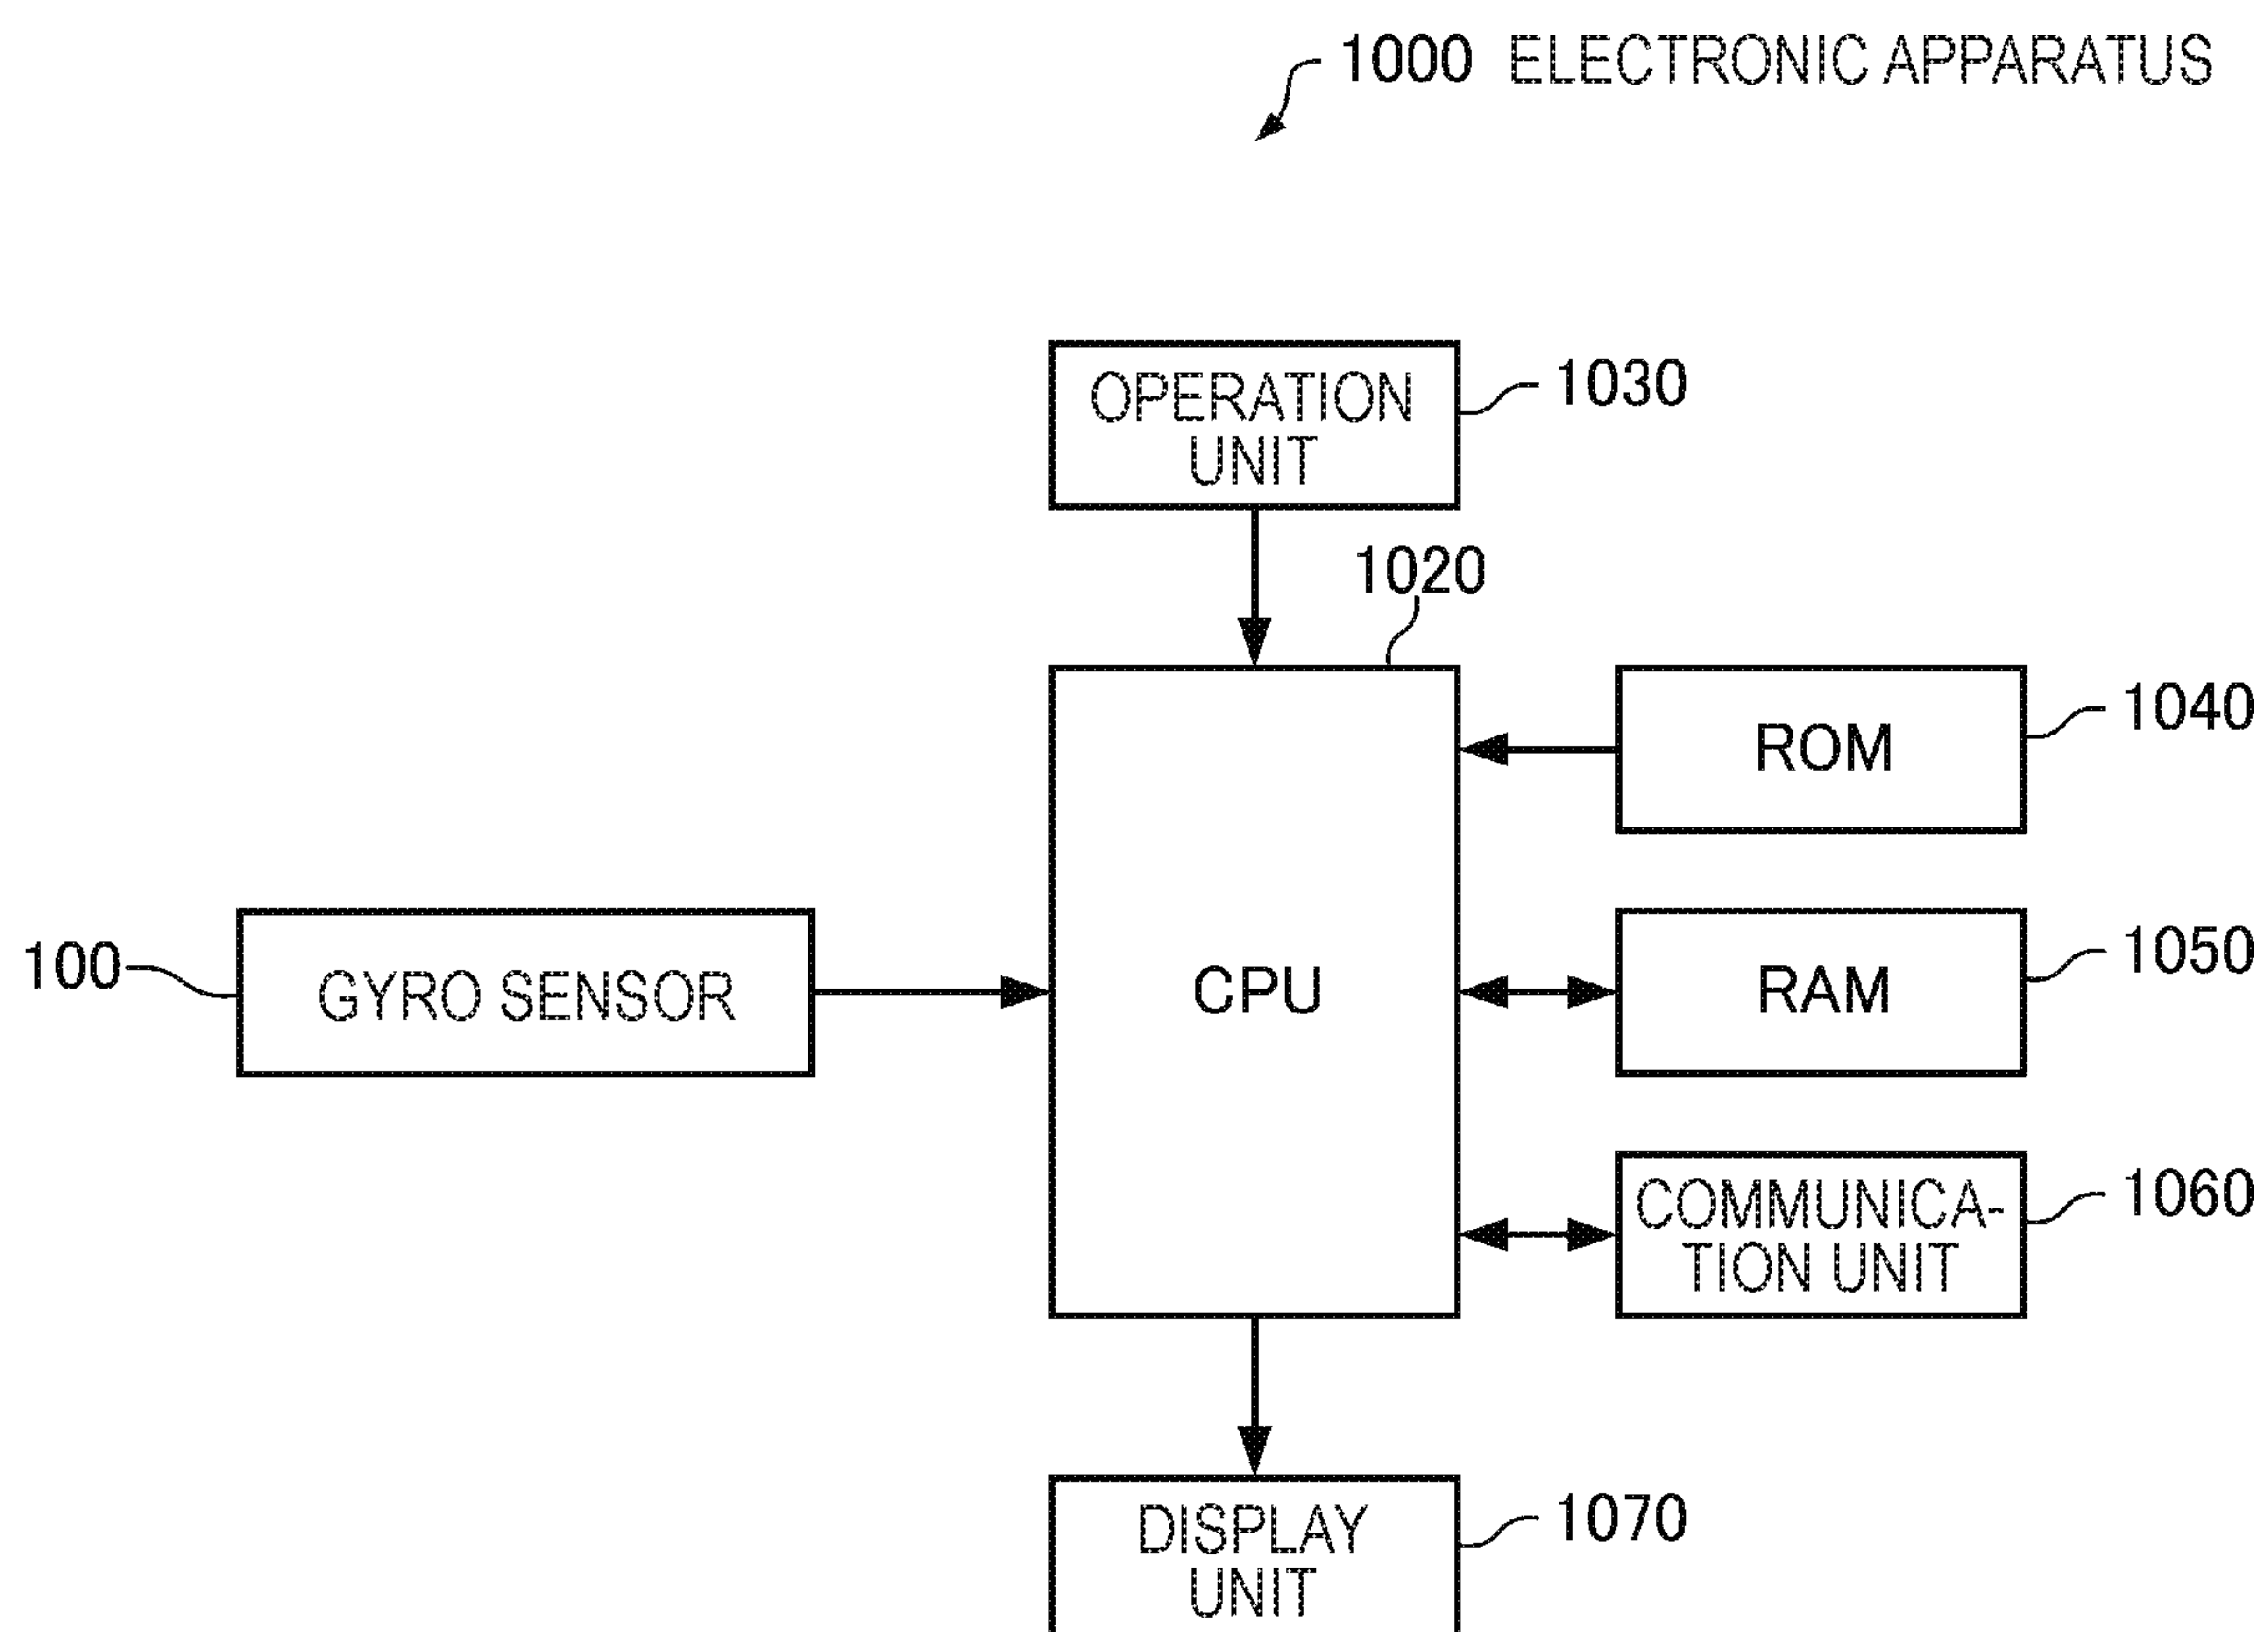 1000 ELECTRONIC APPARATUS
OPERATION
UNIT
1030
1020
ROM
1040
100
GYRO SENSOR
CPU
RAM
1050
COMMUNICA-
TION UNIT
1060
DISPLAY
UNIT
1070